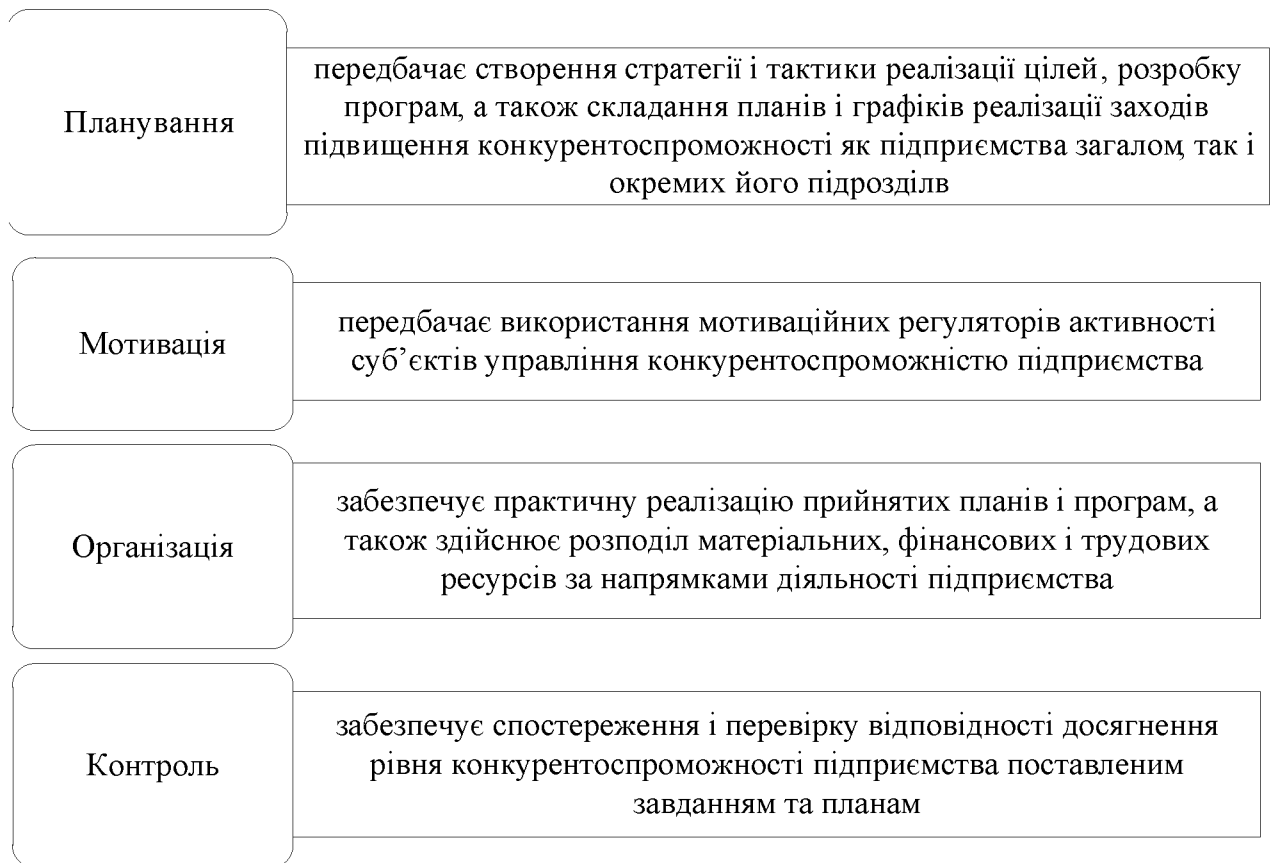 Планування
передбачає створення стратегії і тактики реалізації цілей, розробку
програм, а також складання планів і графіків реалізації заходів
підвищення конкурентоспроможності як підприємства загалом, так і
окремих його підрозділв
Мотивація
передбачає використання мотиваційних регуляторів активності
суб’єктів управління конкурентоспроможністю підприємства
Організація
забезпечує практичну реалізацію прийнятих планів і програм, а
також здійснює розподіл матеріальних, фінансових і трудових
ресурсів за напрямками діяльності підприємства
Контроль
забезпечує спостереження і перевірку відповідності досягнення
рівня конкурентоспроможності підприємства поставленим
завданням та планам